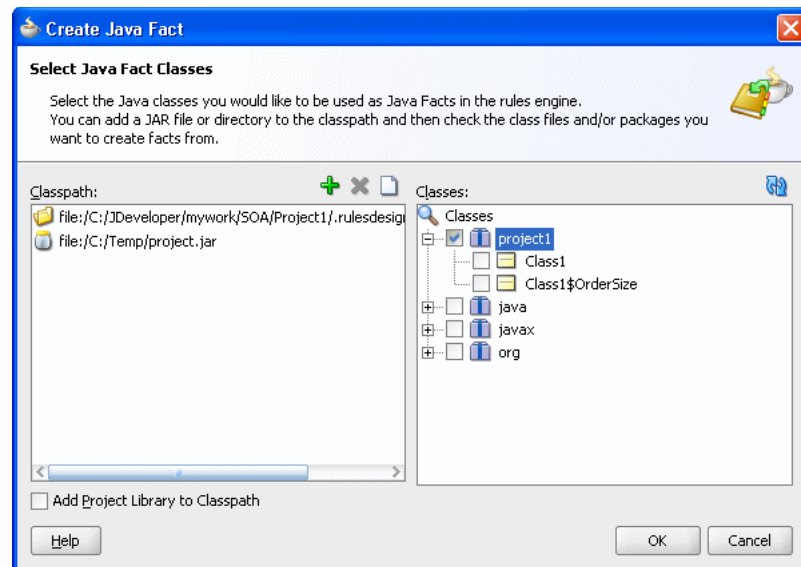 Create Java Fact
Select Java Fact Classes
Select the Java classes you would like to be used as Java Facts in the rules engine.
You can add a JAR file or directory to the classpath and then check the class files and/or packages you
want to create facts from.
Classpath:
file:/C:/JDeveloper/mywork/SOA/Project1/.rulesdesig
file:/C:/Temp/project.jar
Classes:
Classes
project1
Class1
Class1$OrderSize
java
javax
org
Add Project Library to Classpath
Help
OK
Cancel